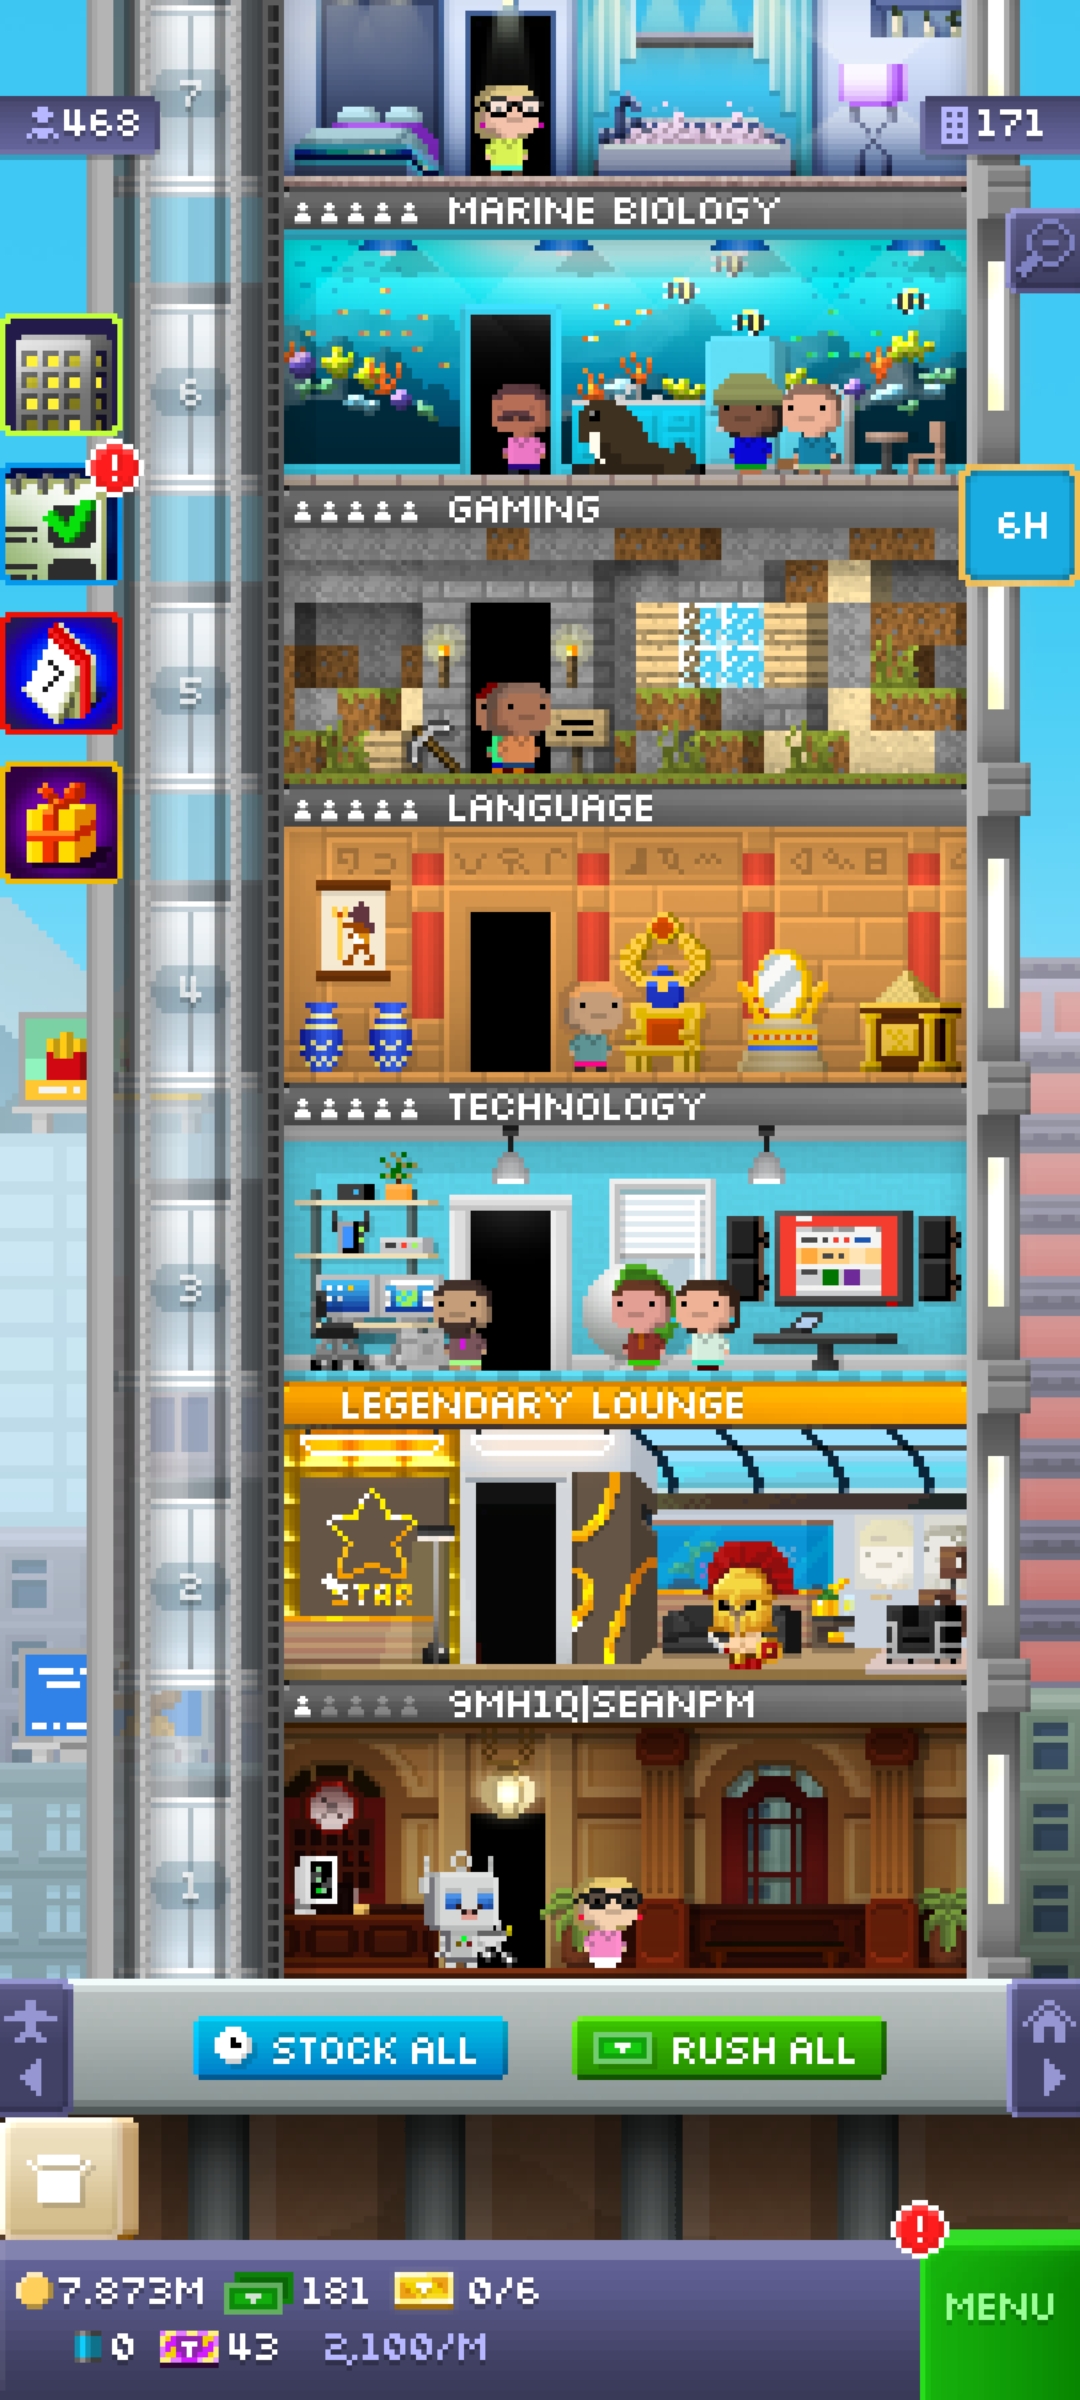 7
468
171
MARINE BIOLOGY
6
GAMING
6H
5
LANGUAGE
4
TECHNOLOGY
3
LEGENDARY LOUNGE
STAR
2
9MH1Q|SEANPM
1
STOCK ALL
RUSH ALL
7.873M 181 0/6
MENU
0 43 2,100/M